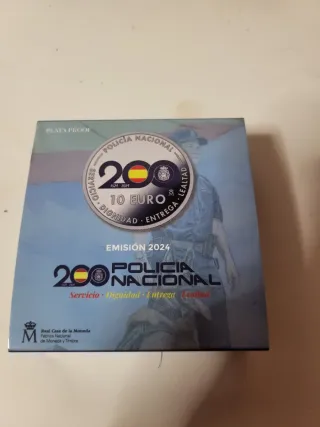 PLATA PROOF
POLICÍA NACIONAL
200
1824 2024
10 EURO
SERVICIO · DIGNIDAD · ENTREGA · LEALTAD
EMISIÓN 2024
200 POLICIA NACIONAL
Servicio · Dignidad · Entrega · Lealtad
M
Real Casa de la Moneda
Fábrica Nacional
de Moneda y Timbre